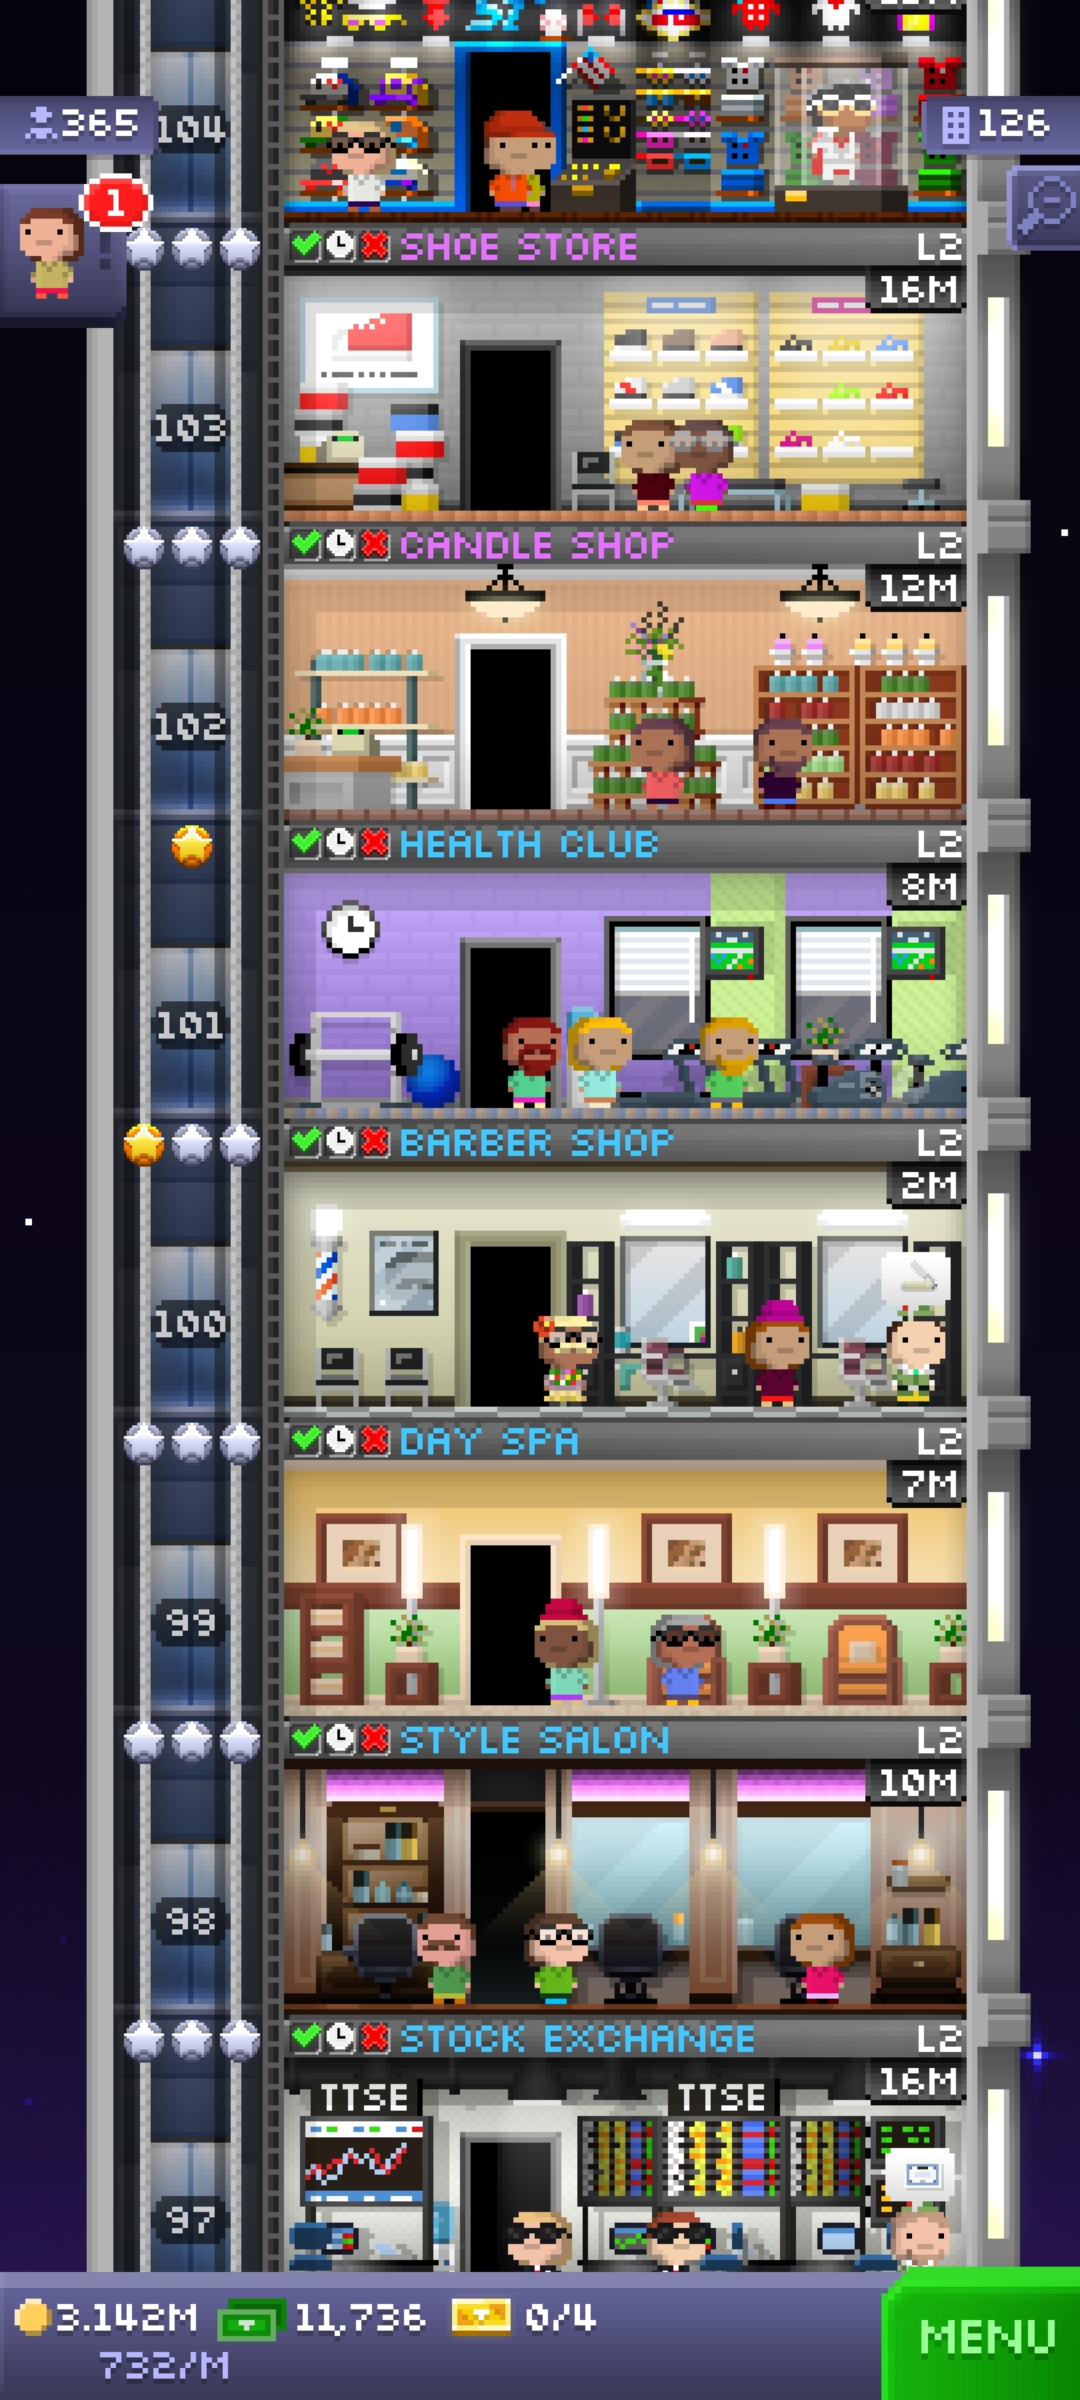 365
104
126
1
SHOE STORE L2
16M
103
CANDLE SHOP L2
12M
102
HEALTH CLUB L2
8M
101
BARBER SHOP L2
2M
100
DAY SPA L2
7M
99
STYLE SALON L2
10M
98
STOCK EXCHANGE L2
16M
TTSE TTSE
97
3.142M 11,736 0/4
732/M
MENU